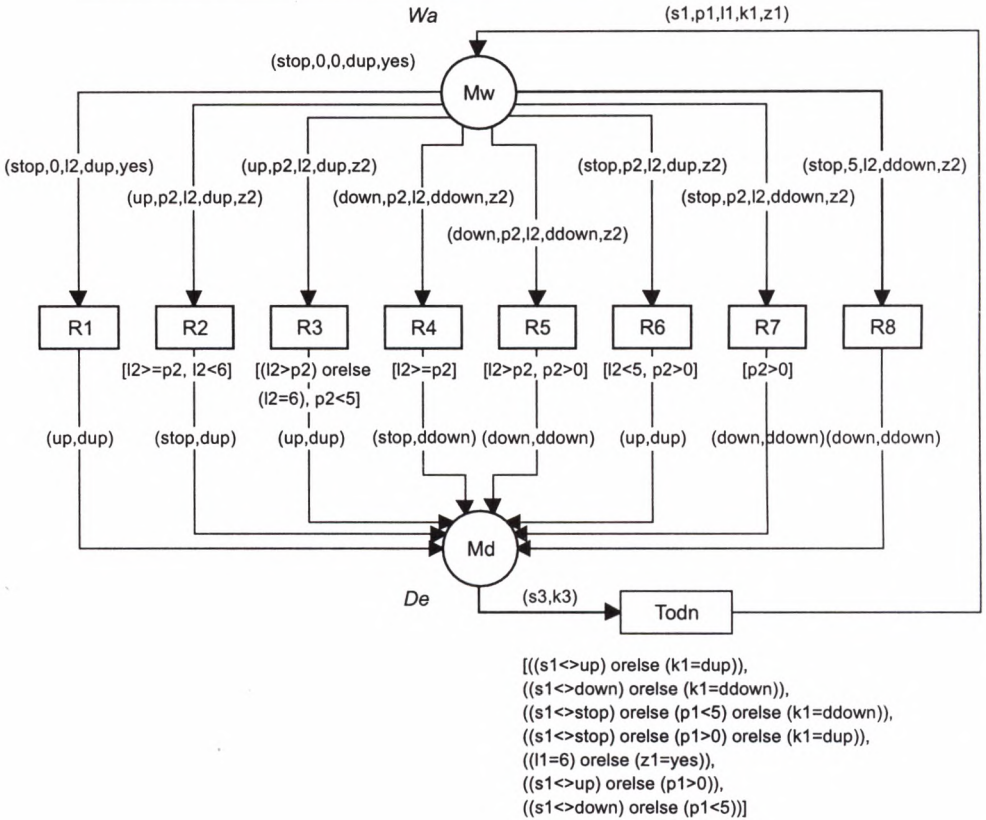 Wa
(s1,p1,l1,k1,z1)
(stop,0,0,dup,yes)
Mw
(stop,0,l2,dup,yes)
(up,p2,l2,dup,z2)
(up,p2,l2,dup,z2)
(down,p2,l2,ddown,z2)
(down,p2,l2,ddown,z2)
(stop,p2,l2,dup,z2)
(stop,p2,l2,ddown,z2)
(stop,5,l2,ddown,z2)
R1
R2
R3
R4
R5
R6
R7
R8
[l2>=p2, l2<6]
[(l2>p2) orelse
(l2=6), p2<5]
[l2>=p2]
[l2>p2, p2>0]
[l2<5, p2>0]
[p2>0]
(up,dup)
(stop,dup)
(up,dup)
(stop,ddown)
(down,ddown)
(up,dup)
(down,ddown)
(down,ddown)
Md
De
(s3,k3)
Todn
[((s1<>up) orelse (k1=dup)),
((s1<>down) orelse (k1=ddown)),
((s1<>stop) orelse (p1<5) orelse (k1=ddown)),
((s1<>stop) orelse (p1>0) orelse (k1=dup)),
((l1=6) orelse (z1=yes)),
((s1<>up) orelse (p1>0)),
((s1<>down) orelse (p1<5))]